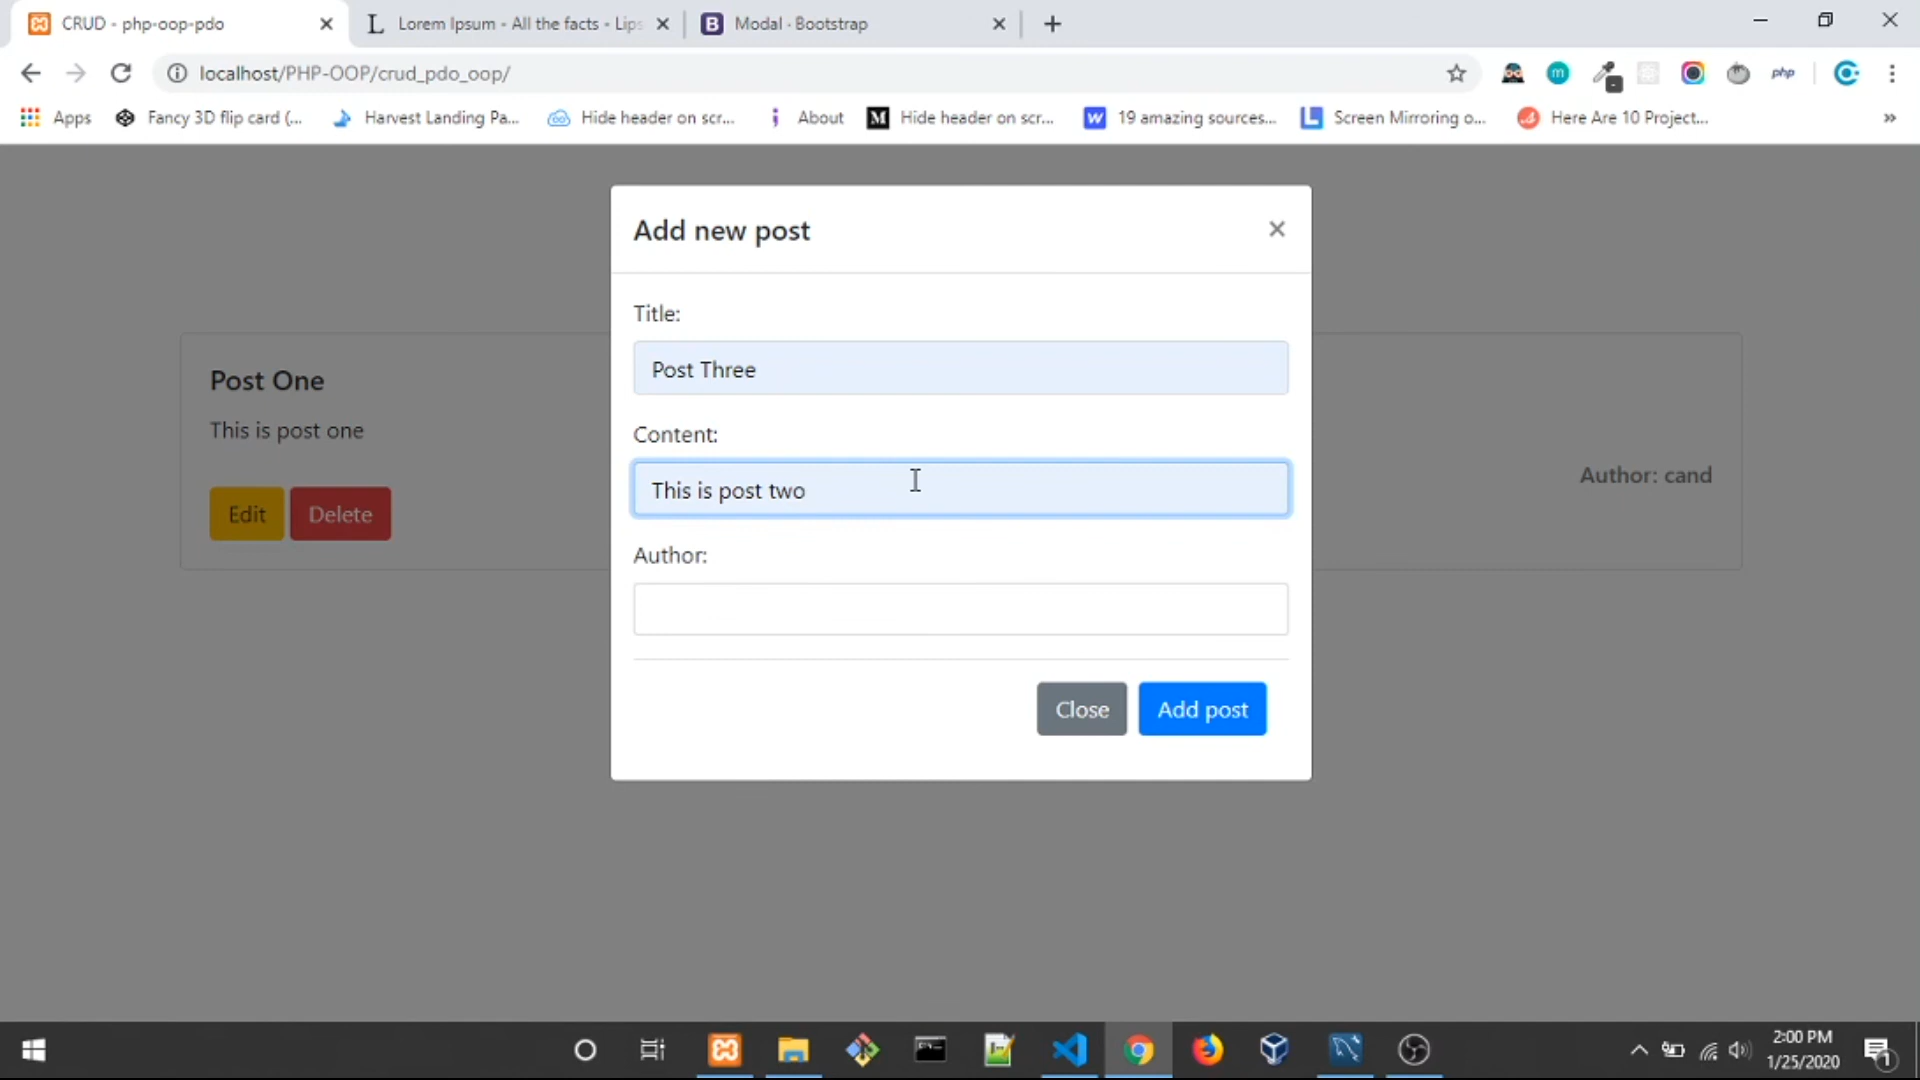 CRUD - php-oop-pdo
Lorem Ipsum - All the facts - Lips
Modal · Bootstrap
localhost/PHP-OOP/crud_pdo_oop/
php
Apps
Fancy 3D flip card (...
Harvest Landing Pa...
Hide header on scr...
About
Hide header on scr...
19 amazing sources...
Screen Mirroring o...
Here Are 10 Project...
»
Add new post
×
Title:
Post Three
Content:
This is post two
Author:
Close
Add post
Post One
This is post one
Edit
Delete
Author: cand
2:00 PM
1/25/2020
1